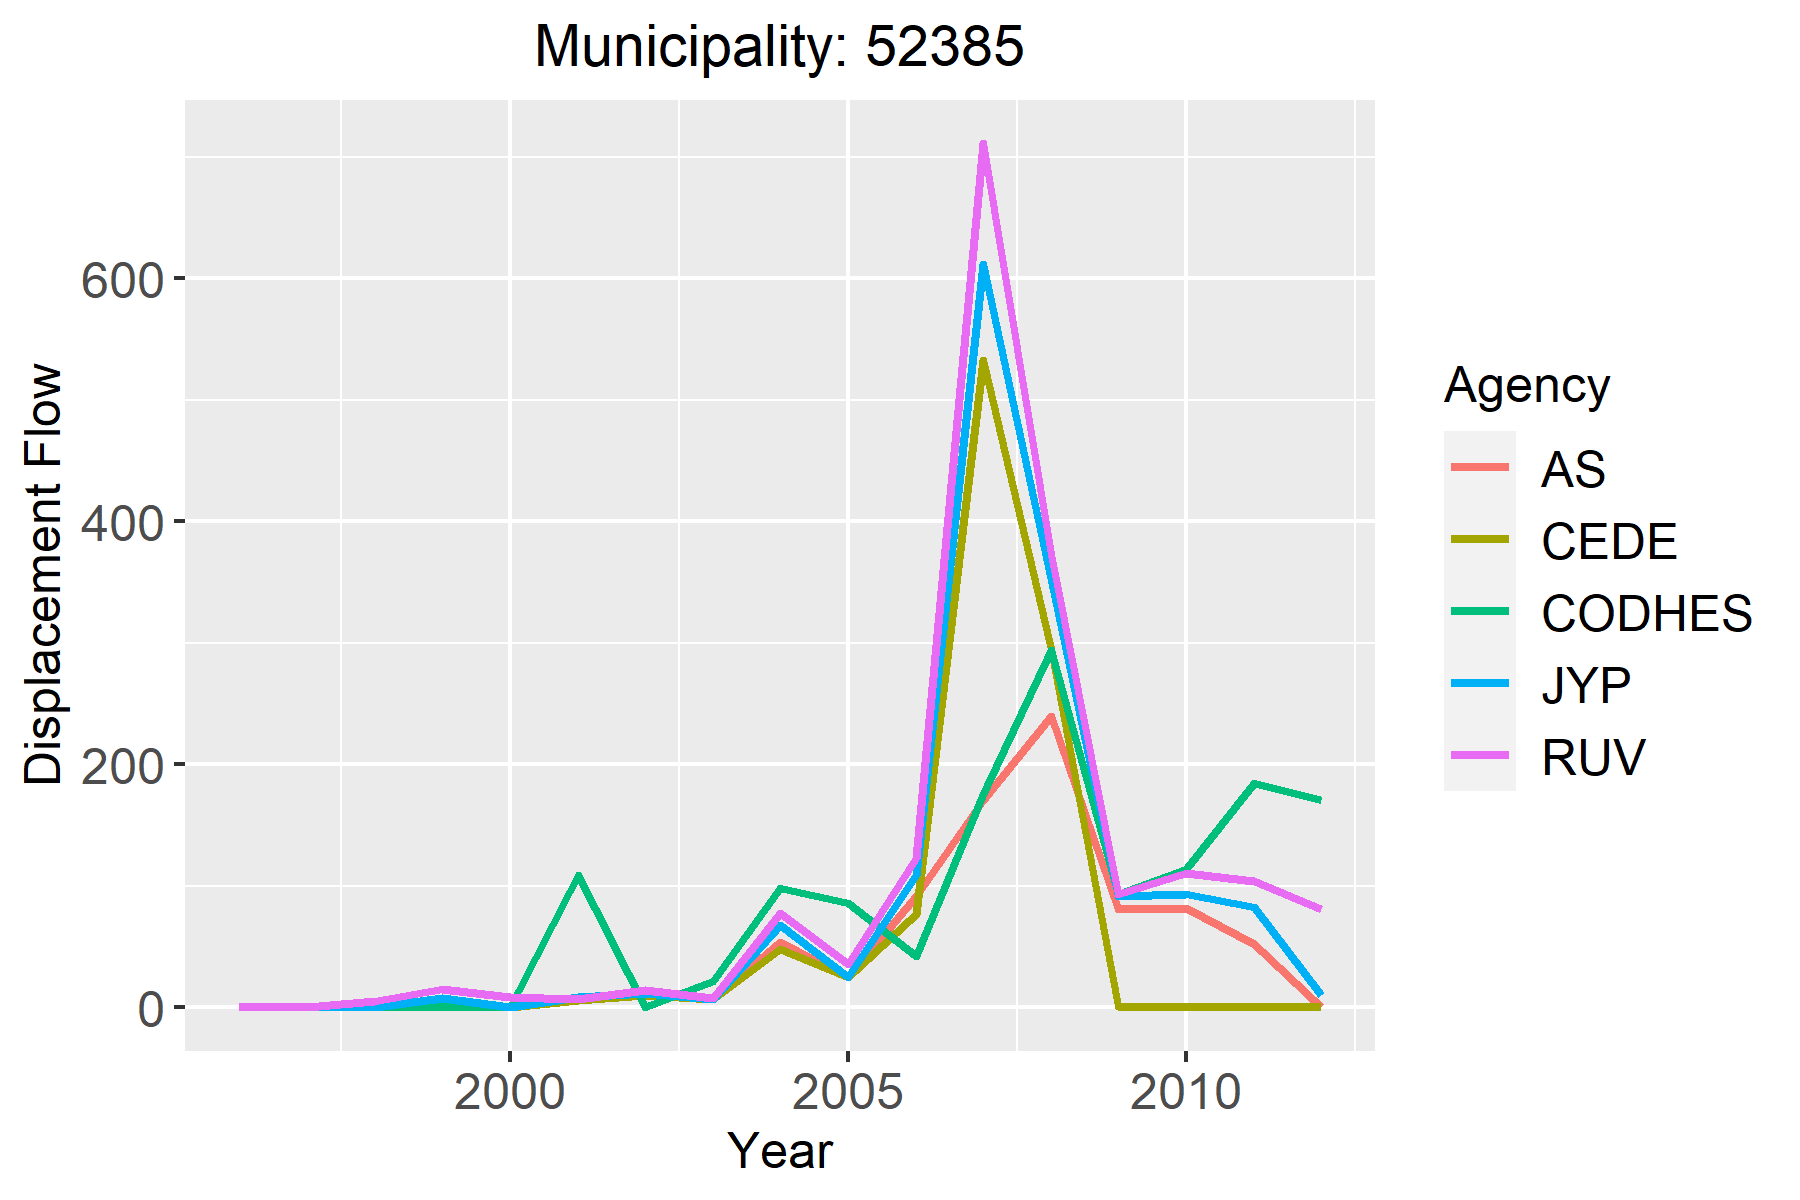 Municipality: 52385
Displacement Flow
600
400
200
0
2000 2005 2010
Year
Agency
AS
CEDE
CODHES
JYP
RUV